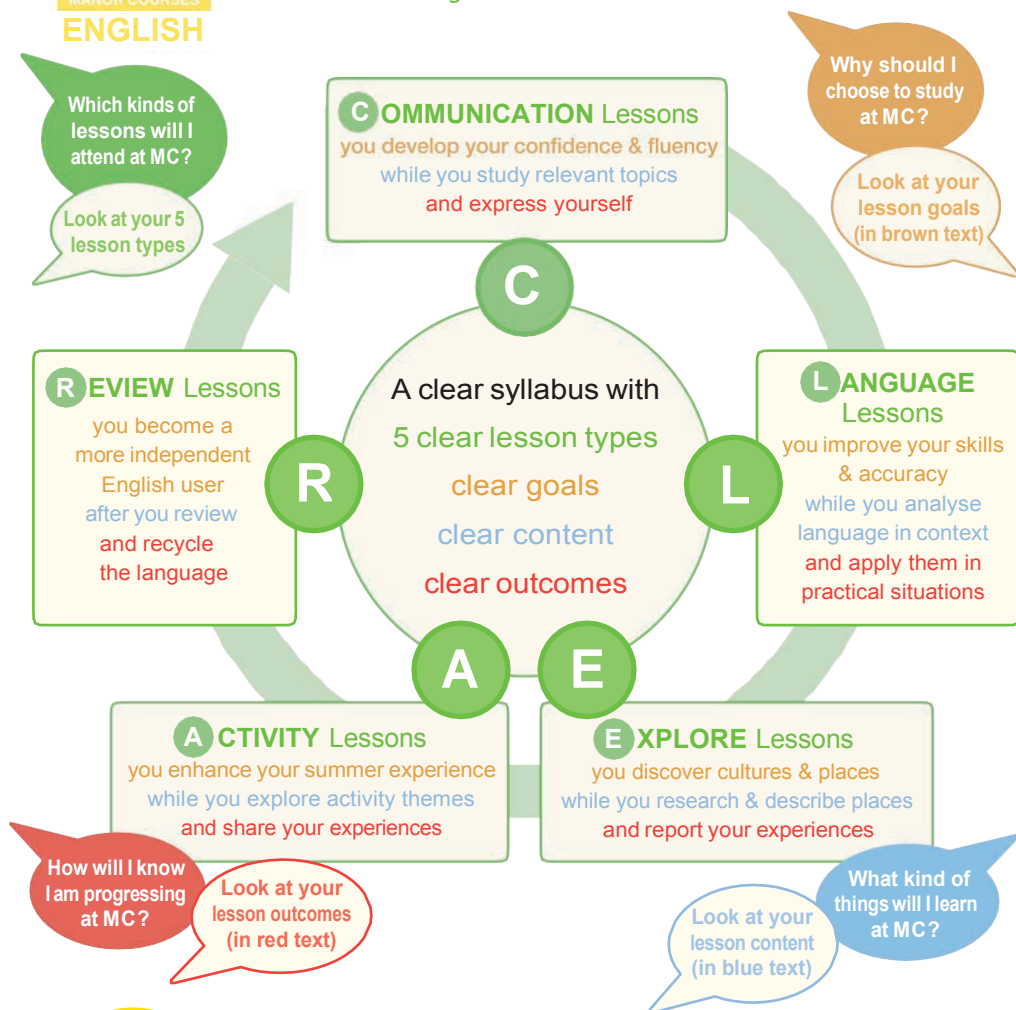 MANOR COURSES
ENGLISH
Which kinds of
lessons will I
attend at MC?
Look at your 5
lesson types
Why should I
choose to study
at MC?
Look at your
lesson goals
(in brown text)
COMMUNICATION Lessons
you develop your confidence & fluency
while you study relevant topics
and express yourself
C
REVIEW Lessons
you become a
more independent
English user
after you review
and recycle
the language
R
A clear syllabus with
5 clear lesson types
clear goals
clear content
clear outcomes
L
LANGUAGE
Lessons
you improve your skills
& accuracy
while you analyse
language in context
and apply them in
practical situations
A
E
ACTIVITY Lessons
you enhance your summer experience
while you explore activity themes
and share your experiences
EXPLORE Lessons
you discover cultures & places
while you research & describe places
and report your experiences
How will I know
I am progressing
at MC?
Look at your
lesson outcomes
(in red text)
What kind of
things will I learn
at MC?
Look at your
lesson content
(in blue text)